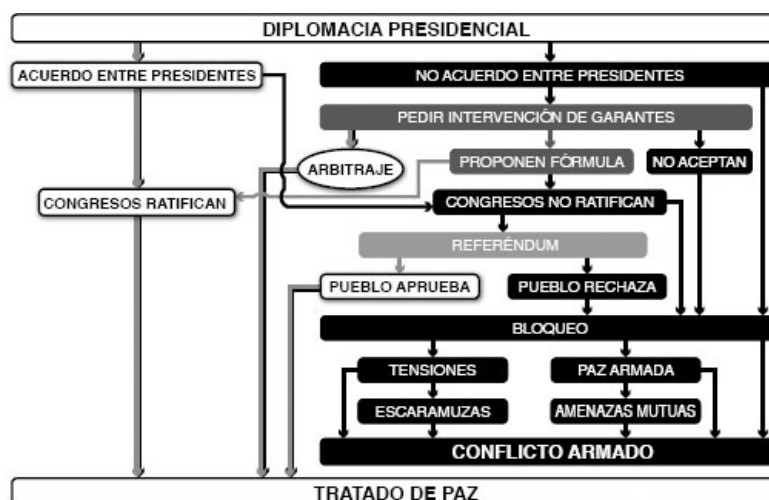 DIPLOMACIA PRESIDENCIAL
ACUERDO ENTRE PRESIDENTES
NO ACUERDO ENTRE PRESIDENTES
PEDIR INTERVENCIÓN DE GARANTES
ARBITRAJE
PROPONEN FÓRMULA
NO ACEPTAN
CONGRESOS RATIFICAN
CONGRESOS NO RATIFICAN
REFERÉNDUM
PUEBLO APRUEBA
PUEBLO RECHAZA
BLOQUEO
TENSIONES
PAZ ARMADA
ESCARAMUZAS
AMENAZAS MUTUAS
CONFLICTO ARMADO
TRATADO DE PAZ